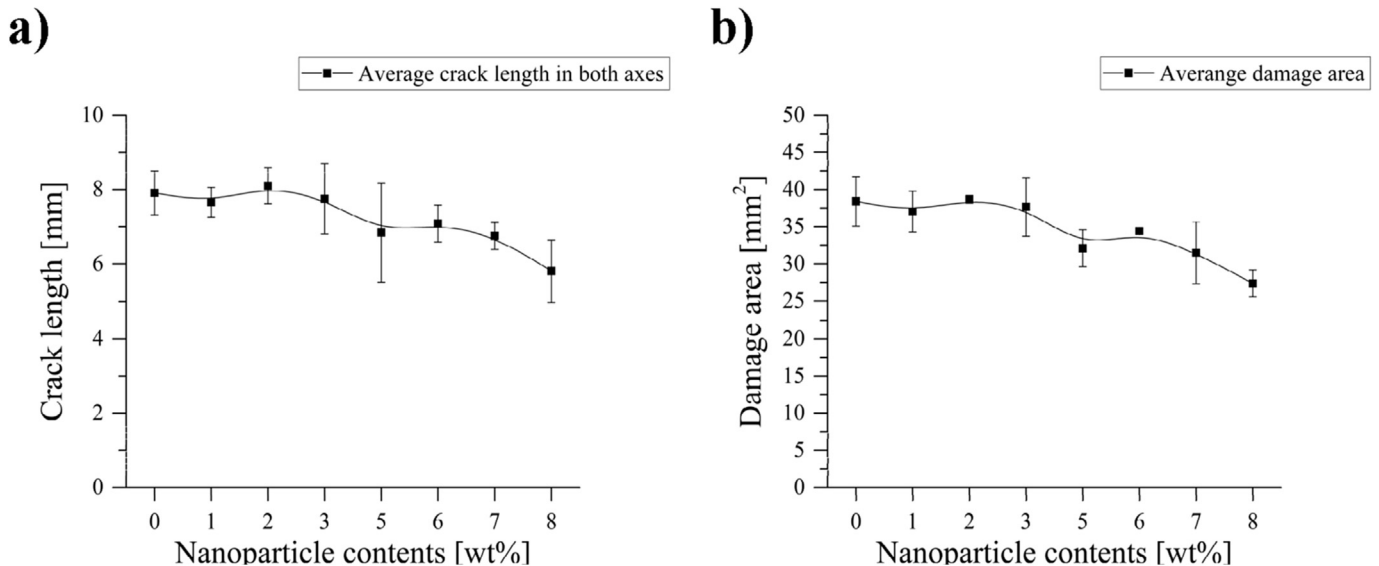 a)
Average crack length in both axes
Crack length [mm]
10
8
6
4
2
0
0 1 2 3 5 6 7 8
Nanoparticle contents [wt%]
b)
Averange damage area
Damage area [mm²]
50
45
40
35
30
25
20
15
10
5
0
0 1 2 3 5 6 7 8
Nanoparticle contents [wt%]